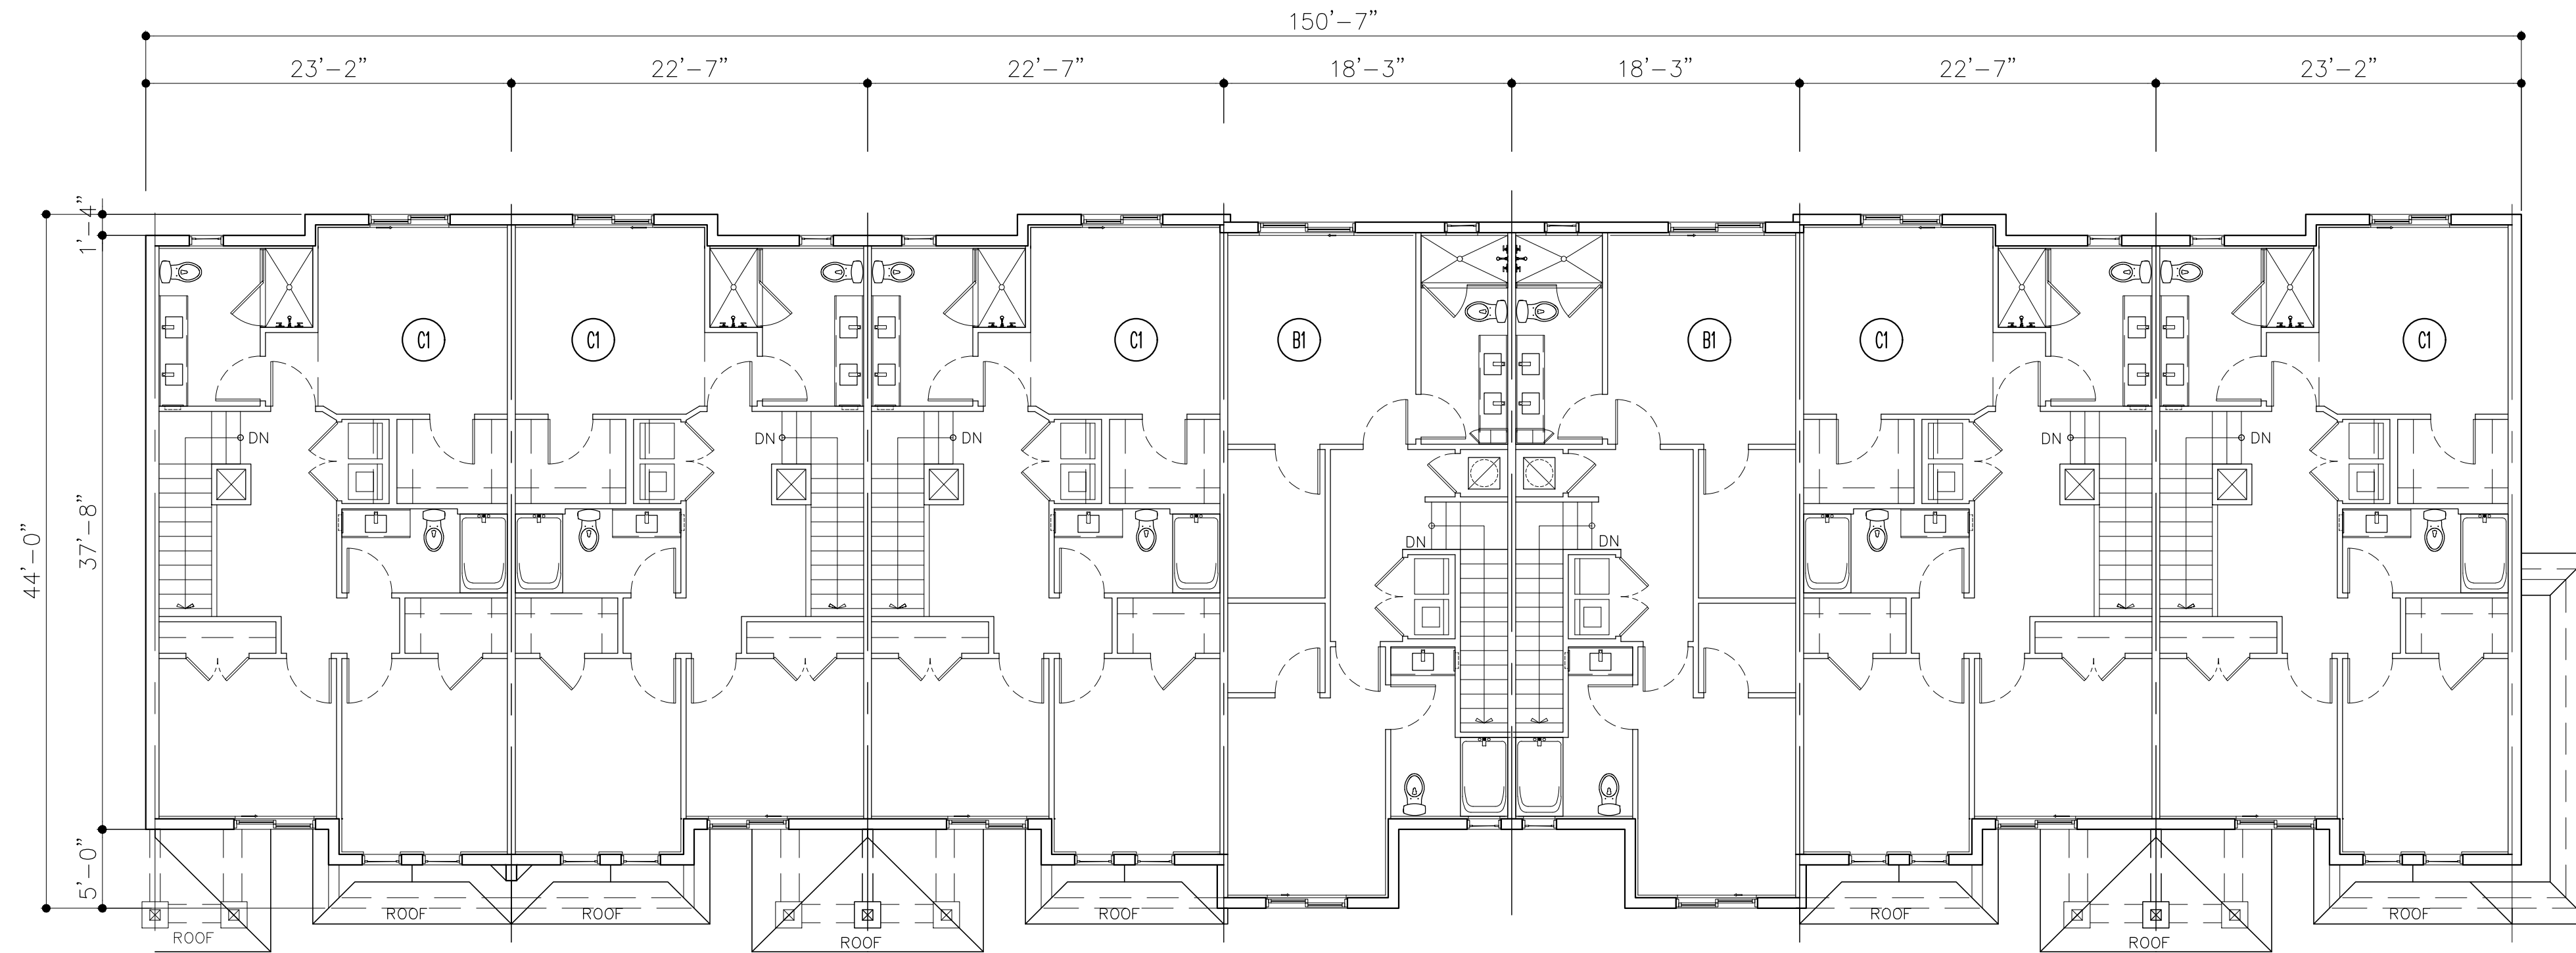 150'-7"
23'-2" 22'-7" 22'-7" 18'-3" 18'-3" 22'-7" 23'-2"
1'-4"
37'-8"
44'-0"
5'-0"
C1 C1 C1 B1 B1 C1 C1
DN DN DN DN DN
DN DN
ROOF ROOF ROOF ROOF ROOF
ROOF
ROOF ROOF